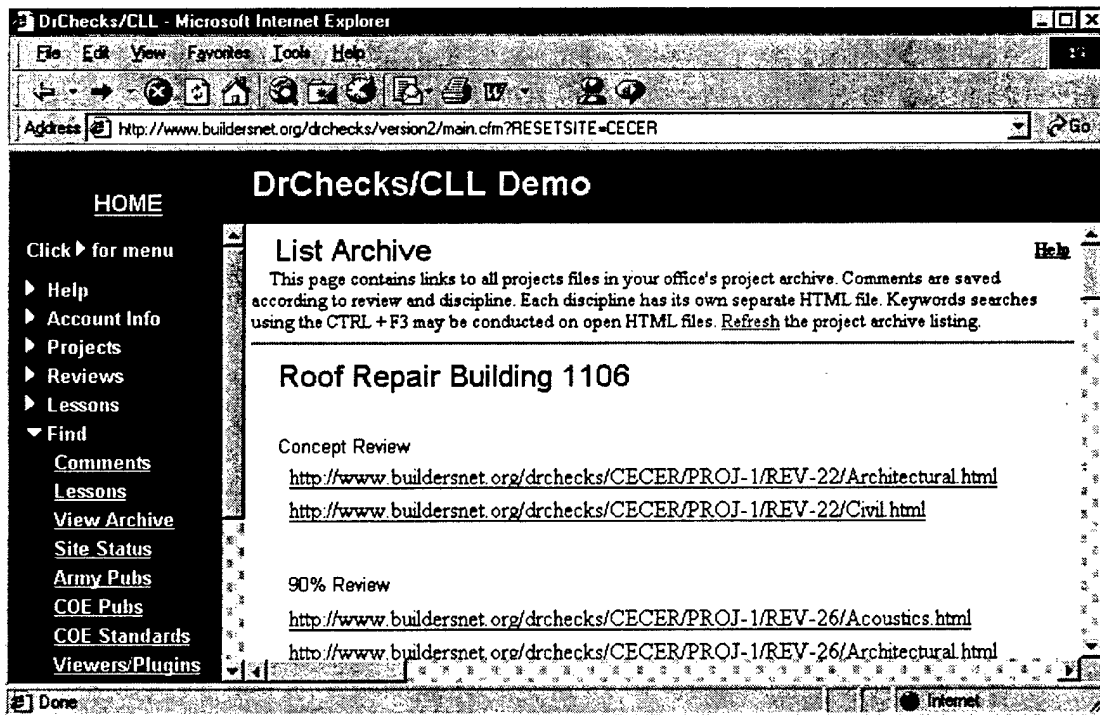 DrChecks/CLL - Microsoft Internet Explorer
File Edit View Favorites Tools Help
Address http://www.buildersnet.org/drchecks/version2/main.cfm?RESETSITE=CECER Go
HOME
DrChecks/CLL Demo
Click for menu
Help
Account Info
Projects
Reviews
Lessons
Find
Comments
Lessons
View Archive
Site Status
Army Pubs
COE Pubs
COE Standards
Viewers/Plugins
List Archive
Help
This page contains links to all projects files in your office's project archive. Comments are saved
according to review and discipline. Each discipline has its own separate HTML file. Keywords searches
using the CTRL + F3 may be conducted on open HTML files. Refresh the project archive listing.
Roof Repair Building 1106
Concept Review
http://www.buildersnet.org/drchecks/CECER/PROJ-1/REV-22/Architectural.html
http://www.buildersnet.org/drchecks/CECER/PROJ-1/REV-22/Civil.html
90% Review
http://www.buildersnet.org/drchecks/CECER/PROJ-1/REV-26/Acoustics.html
http://www.buildersnet.org/drchecks/CECER/PROJ-1/REV-26/Architectural.html
Done
Internet